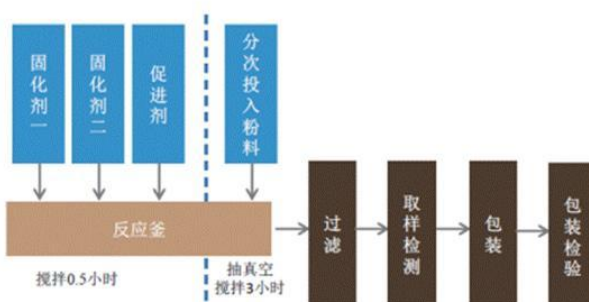 固化剂一
固化剂二
促进剂
分次投入粉料
反应釜
过滤
取样检测
包装
包装检验
搅拌0.5小时
抽真空
搅拌3小时